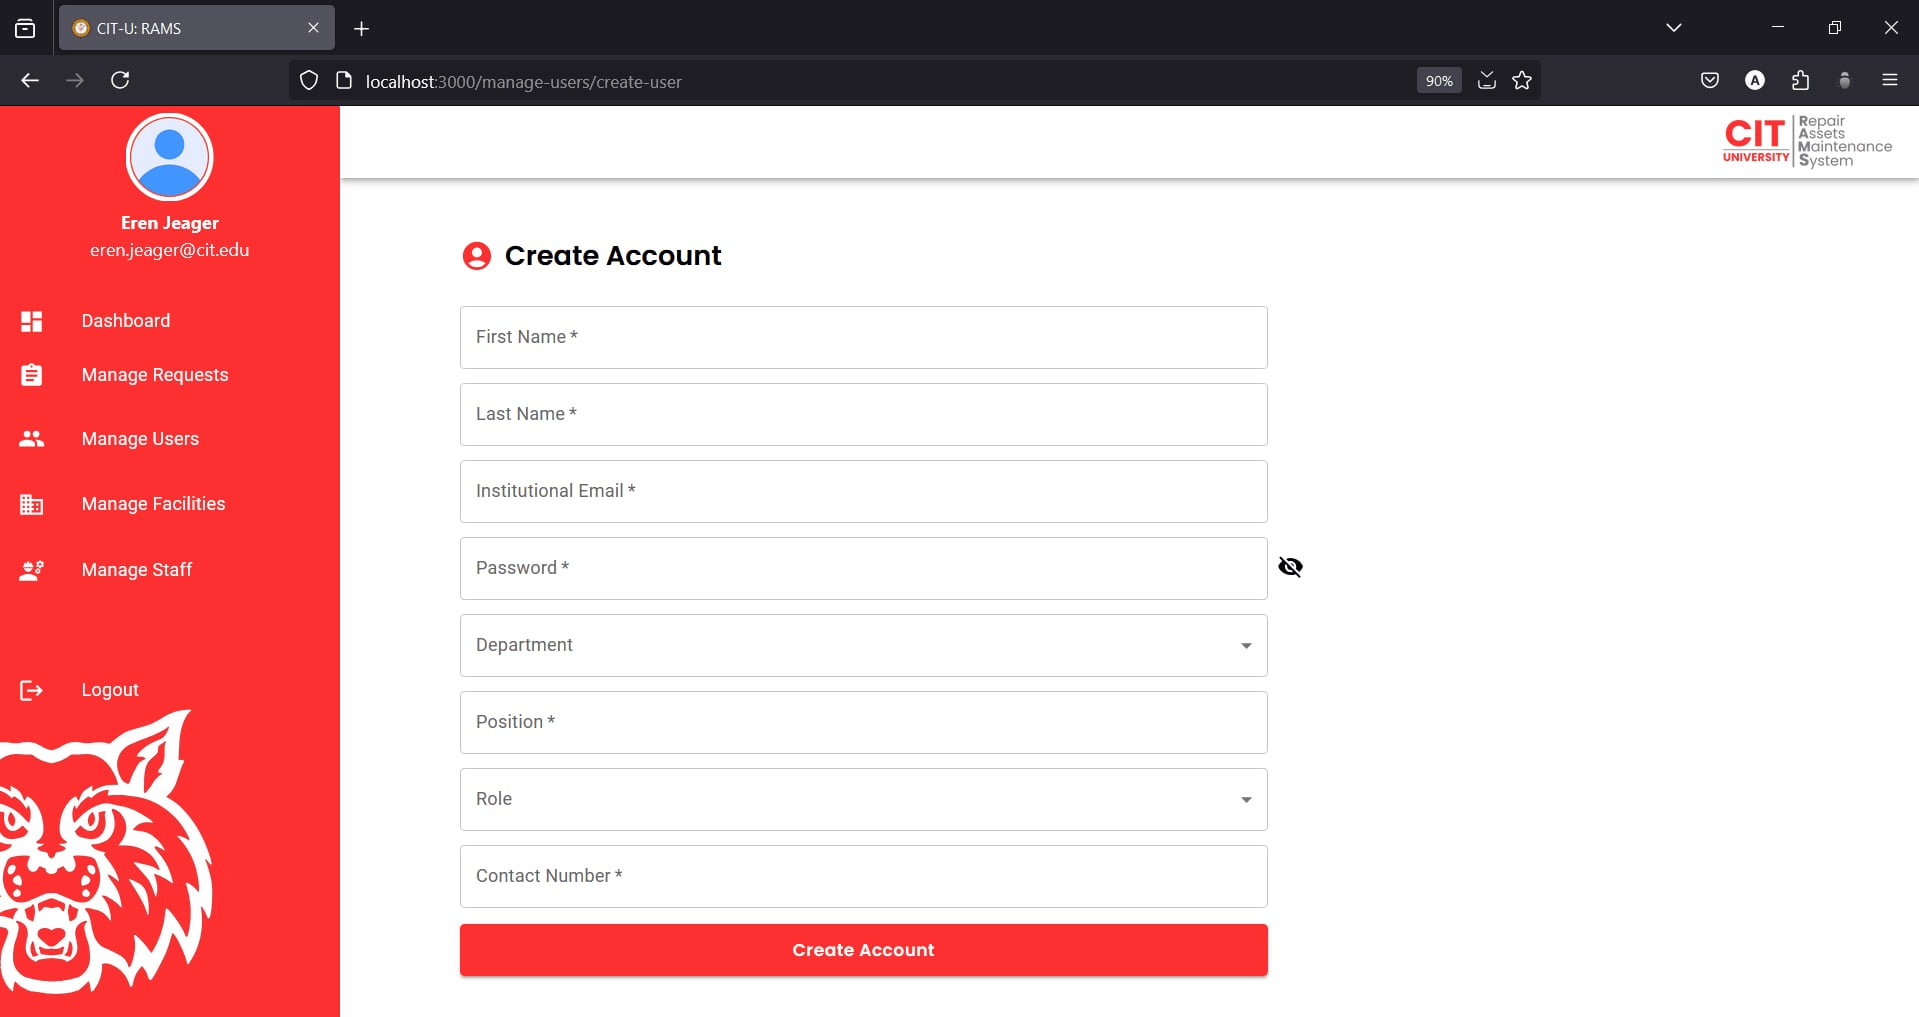 CIT-U: RAMS
localhost:3000/manage-users/create-user
90%
A
CIT
UNIVERSITY
Repair
Assets
Maintenance
System
Eren Jeager
eren.jeager@cit.edu
Dashboard
Manage Requests
Manage Users
Manage Facilities
Manage Staff
Logout
Create Account
First Name *
Last Name *
Institutional Email *
Password *
Department
Position *
Role
Contact Number *
Create Account